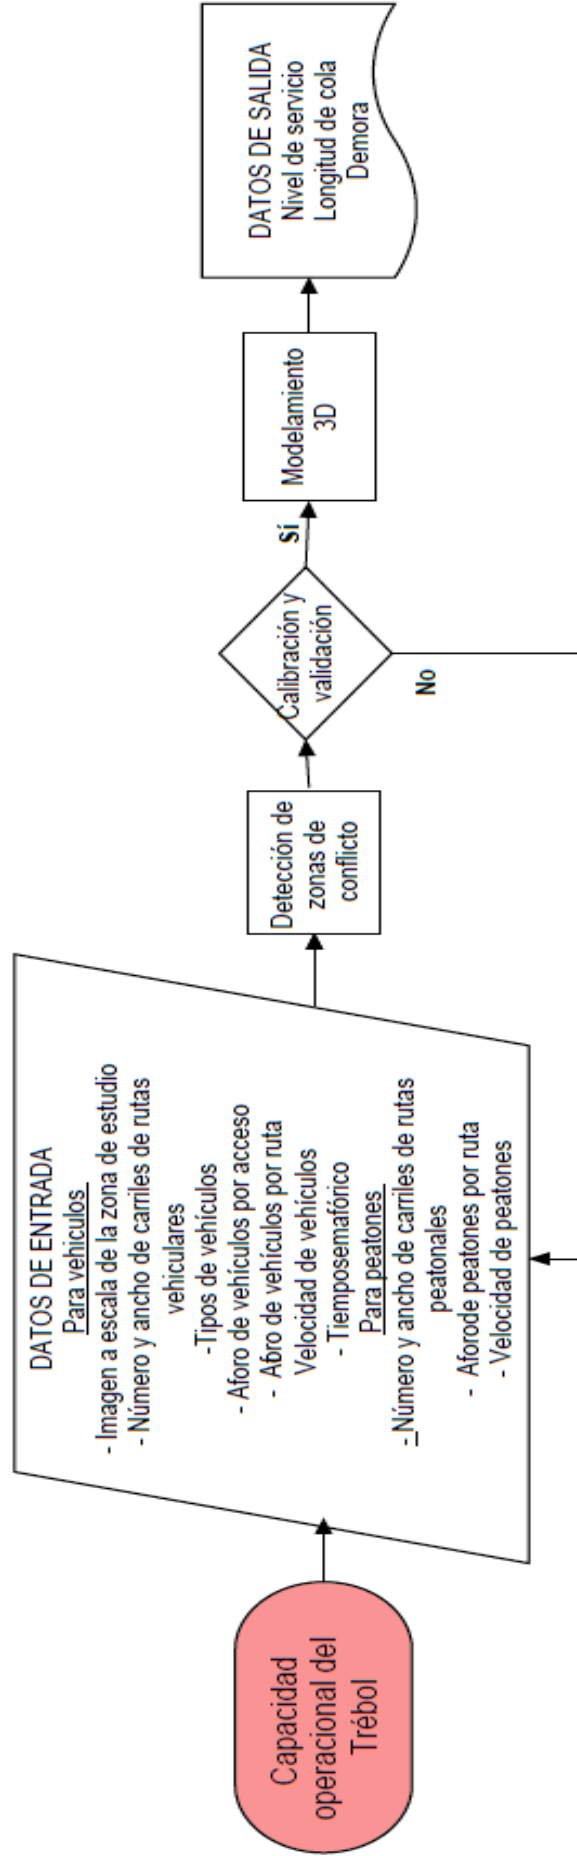 Capacidad
operacional del
Trébol
DATOS DE ENTRADA
Para vehiculos
- Imagen a escala de la zona de estudio
- Número y ancho de carriles de rutas
vehiculares
-Tipos de vehículos
- Aforo de vehículos por acceso
- Aforo de vehículos por ruta
Velocidad de vehículos
- Tiemposemafórico
Para peatones
- Número y ancho de carriles de rutas
peatonales
- Aforode peatones por ruta
- Velocidad de peatones
Detección de
zonas de
conflicto
Calibración y
validación
Sí
No
Modelamiento
3D
DATOS DE SALIDA
Nivel de servicio
Longitud de cola
Demora